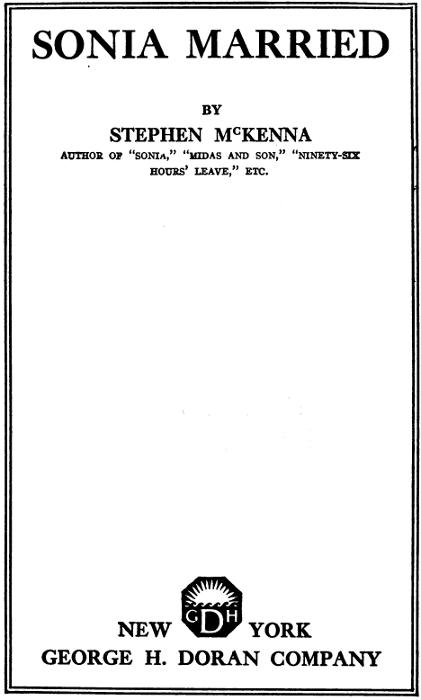 SONIA MARRIED
BY
STEPHEN McKENNA
AUTHOR OF "SONIA," "MIDAS AND SON," "NINETY-SIX
HOURS' LEAVE," ETC.
GDH
NEW YORK
GEORGE H. DORAN COMPANY